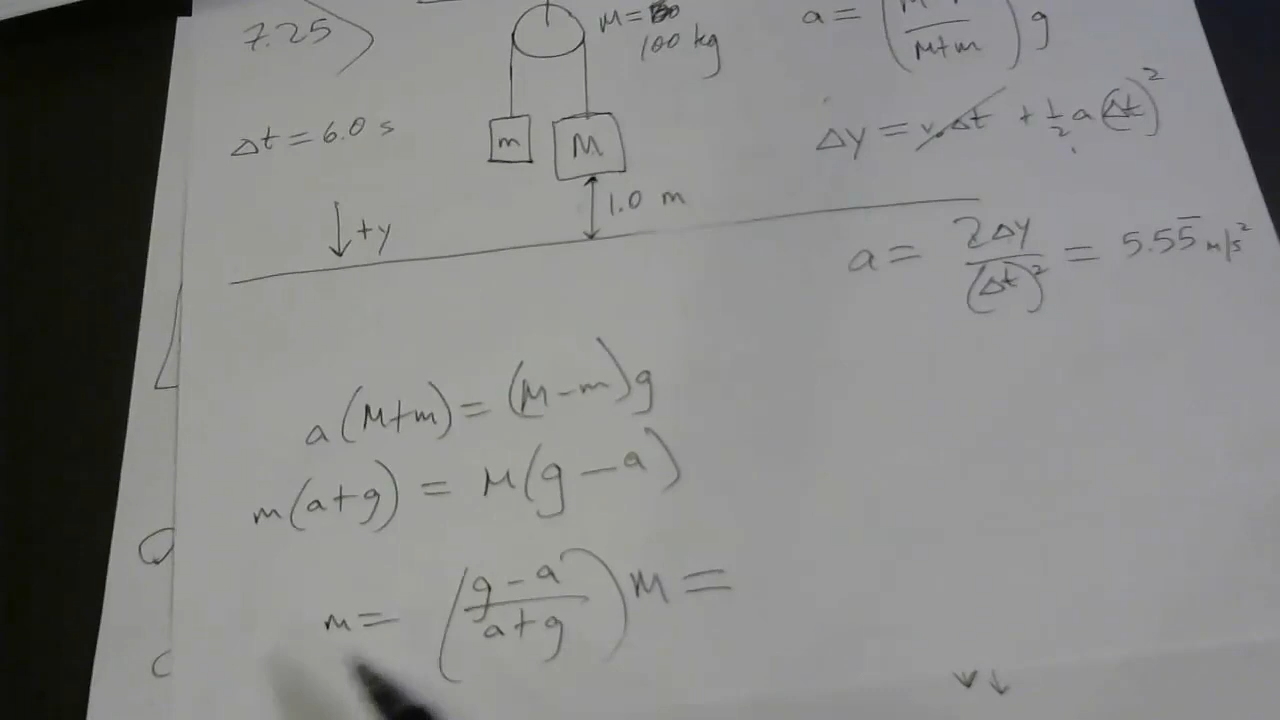 7.25
M = 100 kg
a = (M - m / M+m) g
Δt = 6.0 s
m
M
Δy = v₀Δt + ½ a (Δt)²
1.0 m
+y
a = 2Δy / (Δt)² = 5.55̅ m/s²
a(M+m) = (M-m)g
m(a+g) = M(g-a)
m = (g-a / a+g) M =